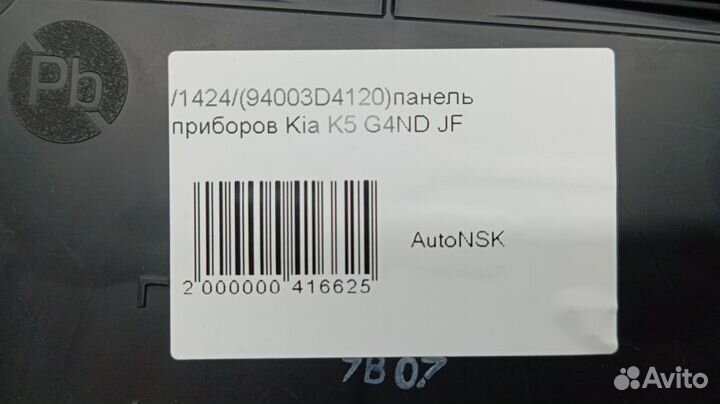 Pb
/1424/(94003D4120)панель
приборов Kia K5 G4ND JF
AutoNSK
2 000000 416625
7B07
Avito